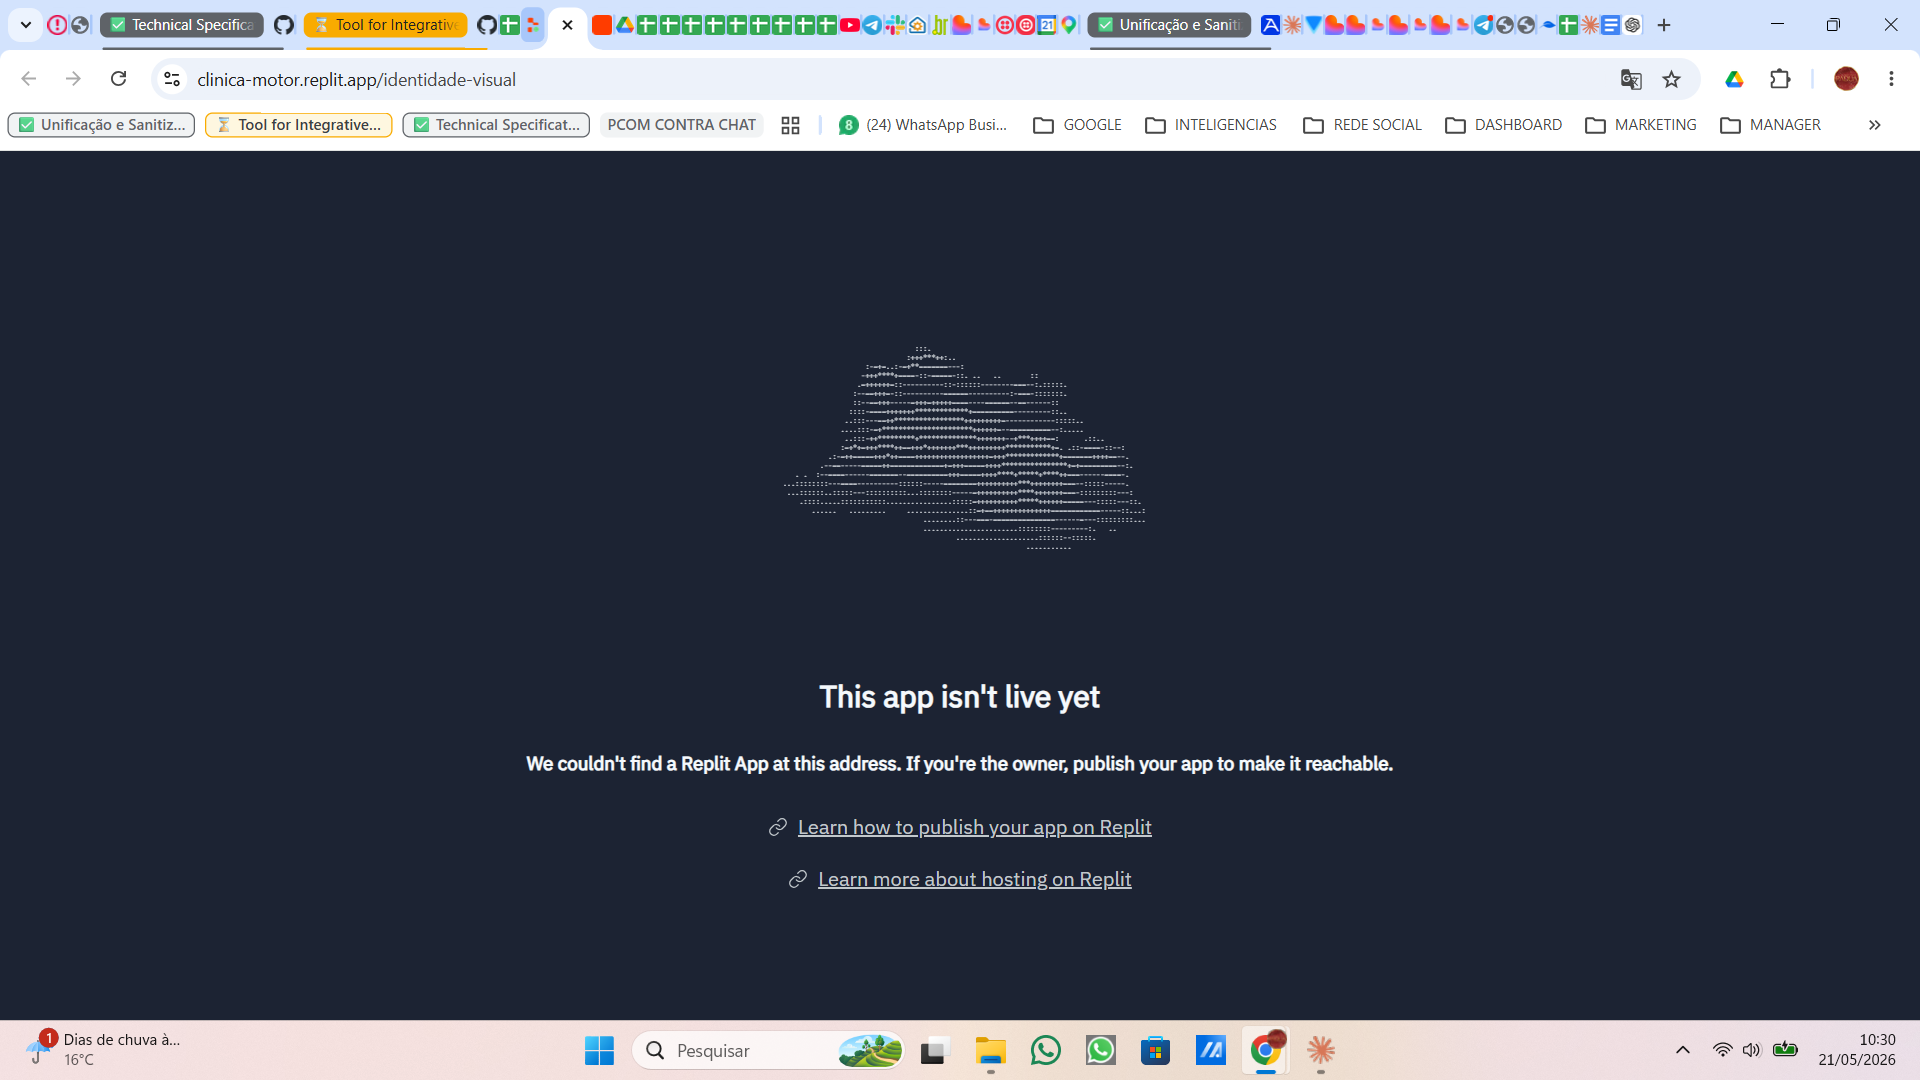 Technical Specifica
Tool for Integrative
21
Unificação e Saniti
clinica-motor.replit.app/identidade-visual
Unificação e Sanitiz...
Tool for Integrative...
Technical Specificat...
PCOM CONTRA CHAT
8
(24) WhatsApp Busi...
GOOGLE
INTELIGENCIAS
REDE SOCIAL
DASHBOARD
MARKETING
MANAGER
This app isn't live yet
We couldn't find a Replit App at this address. If you're the owner, publish your app to make it reachable.
Learn how to publish your app on Replit
Learn more about hosting on Replit
1
Dias de chuva à...
16°C
Pesquisar
10:30
21/05/2026